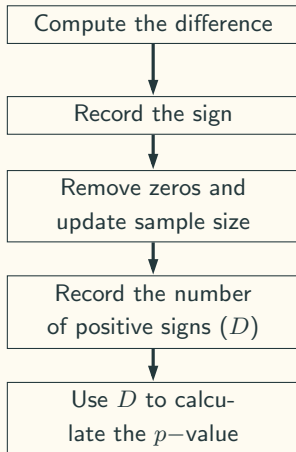 Compute the difference
Record the sign
Remove zeros and
update sample size
Record the number
of positive signs (D)
Use D to calcu-
late the p−value